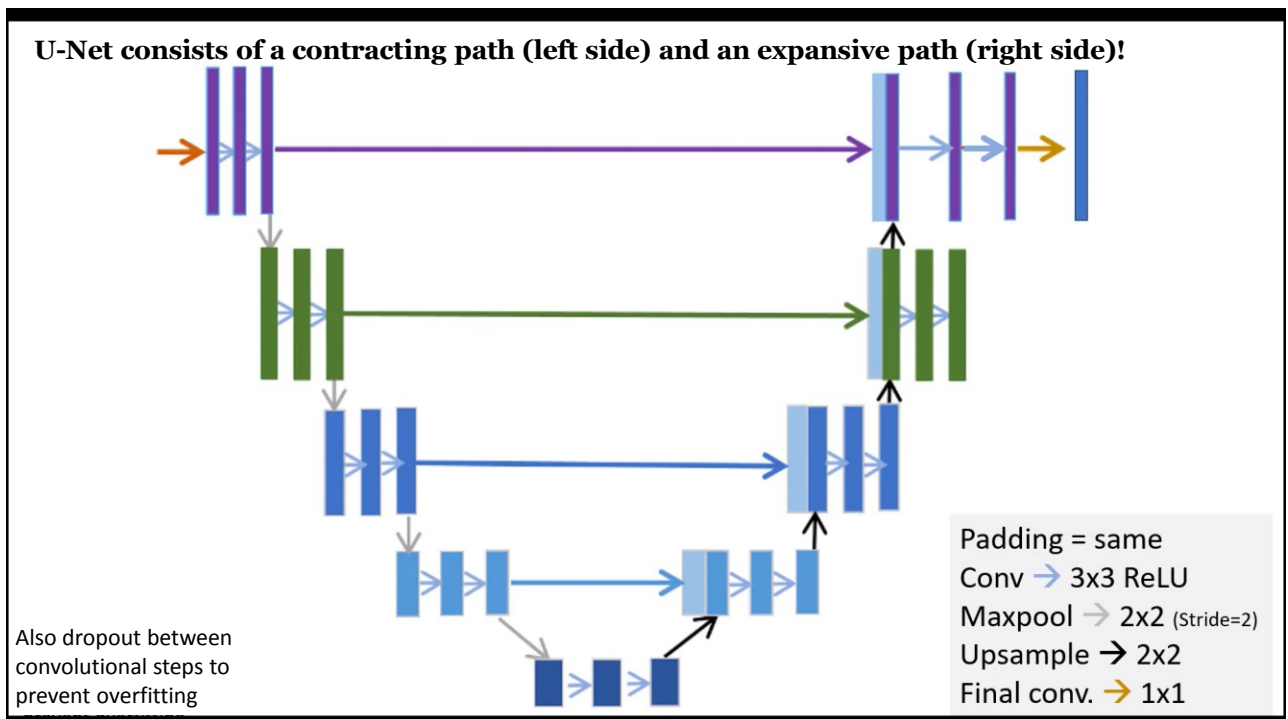 U-Net consists of a contracting path (left side) and an expansive path (right side)!
Padding = same
Conv → 3x3 ReLU
Maxpool → 2x2 (Stride=2)
Upsample → 2x2
Final conv. → 1x1
Also dropout between
convolutional steps to
prevent overfitting